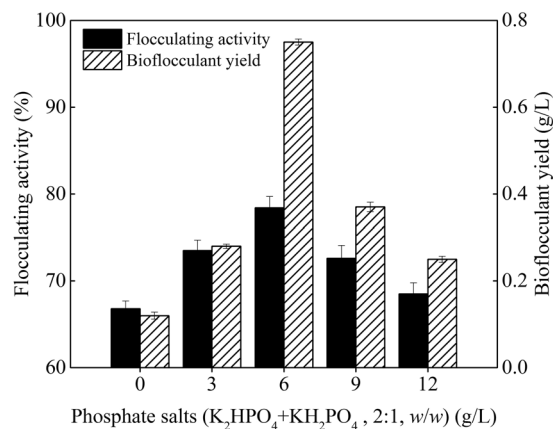 Flocculating activity
Bioflocculant yield
Flocculating activity (%)
100
90
80
70
60
Bioflocculant yield (g/L)
0.8
0.6
0.4
0.2
0.0
0 3 6 9 12
Phosphate salts (K₂HPO₄+KH₂PO₄ , 2:1, w/w) (g/L)